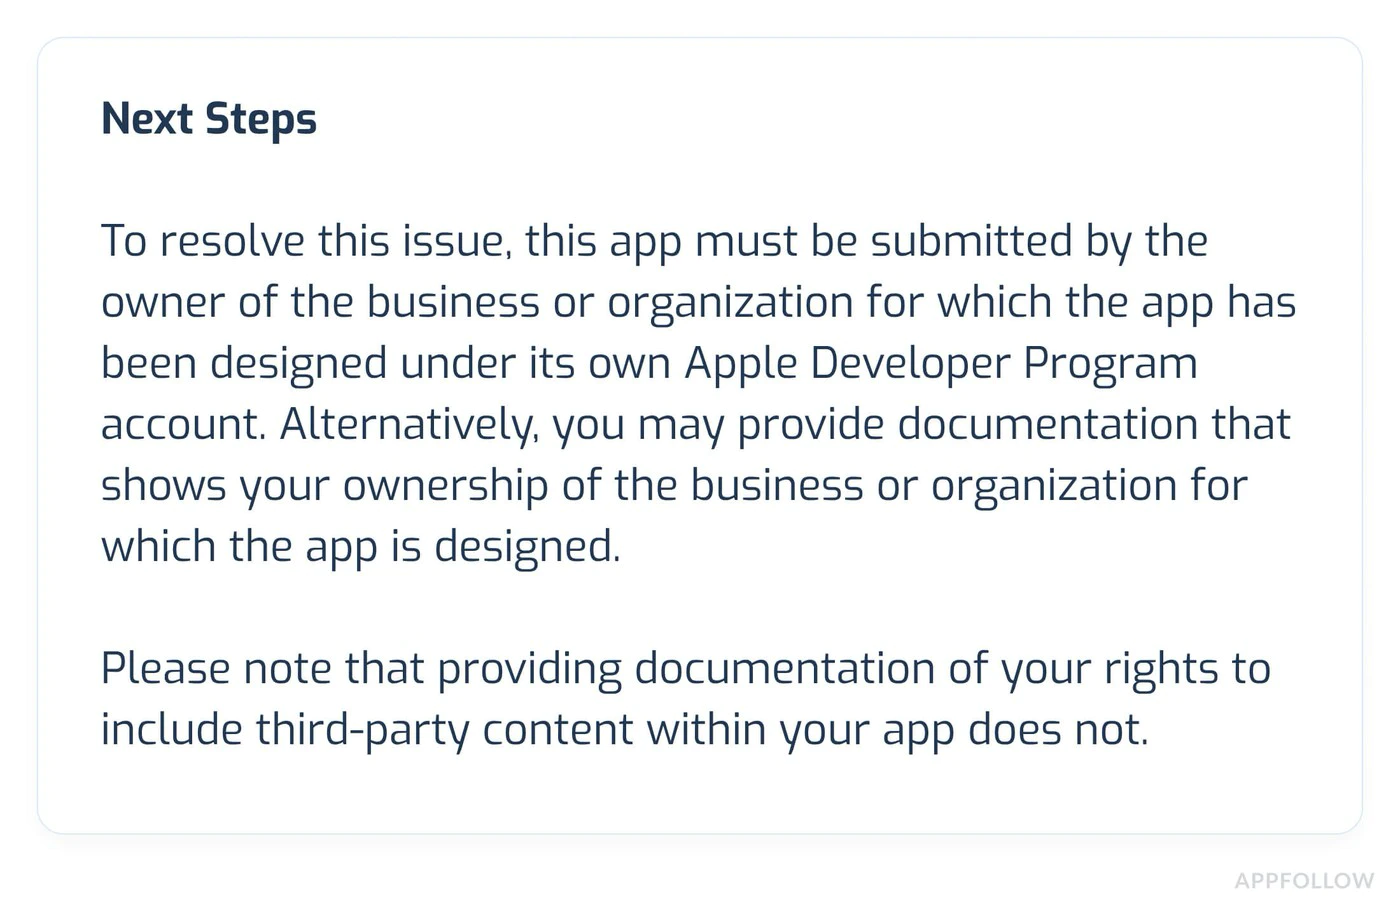 Next Steps
To resolve this issue, this app must be submitted by the
owner of the business or organization for which the app has
been designed under its own Apple Developer Program
account. Alternatively, you may provide documentation that
shows your ownership of the business or organization for
which the app is designed.
Please note that providing documentation of your rights to
include third-party content within your app does not.
APPFOLLOW